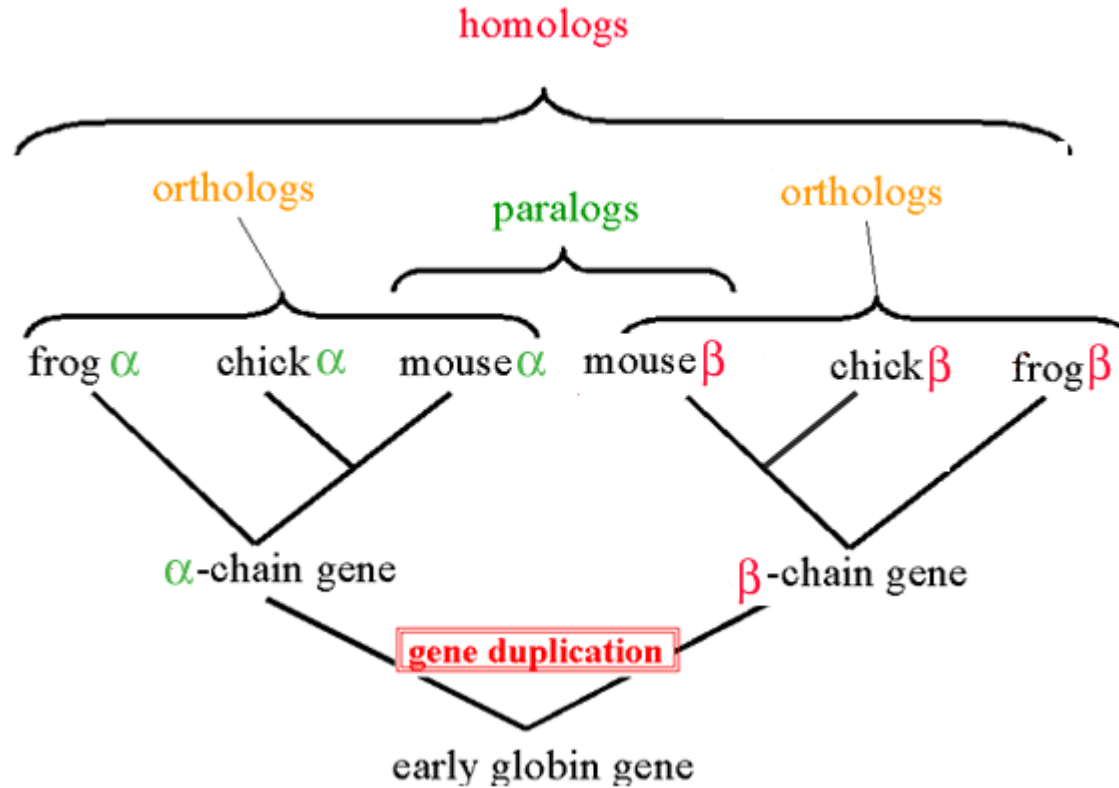 homologs
orthologs
paralogs
orthologs
frog α
chick α
mouse α
mouse β
chick β
frog β
α-chain gene
β-chain gene
gene duplication
early globin gene